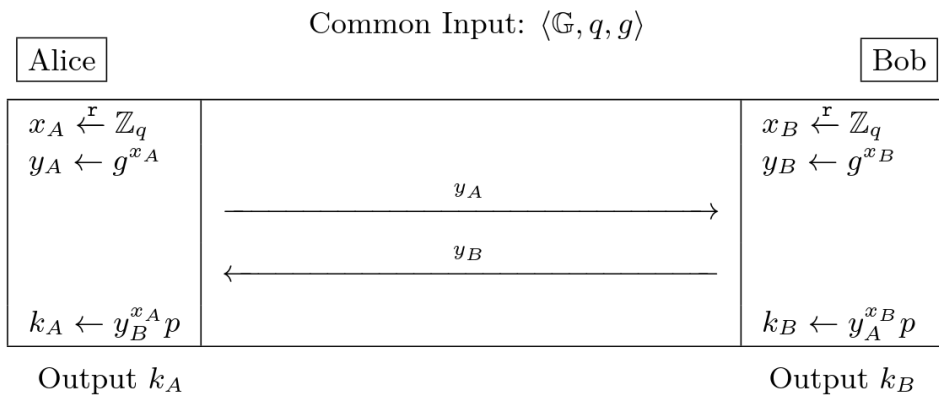 Common Input: ⟨𝔾, q, g⟩
Alice
Bob
x_A ←^r ℤ_q
y_A ← g^{x_A}
x_B ←^r ℤ_q
y_B ← g^{x_B}
y_A
y_B
k_A ← y_B^{x_A} p
k_B ← y_A^{x_B} p
Output k_A
Output k_B